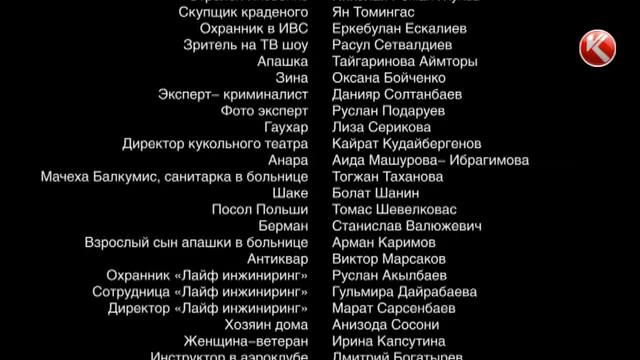 Скупщик краденого Ян Томингас
Охранник в ИВС Еркебулан Ескалиев
Зритель на ТВ шоу Расул Сетвалдиев
Апашка Тайгаринова Аймторы
Зина Оксана Бойченко
Эксперт– криминалист Данияр Солтанбаев
Фото эксперт Руслан Подаруев
Гаухар Лиза Серикова
Директор кукольного театра Кайрат Кудайбергенов
Анара Аида Машурова– Ибрагимова
Мачеха Балкумис, санитарка в больнице Тогжан Таханова
Шаке Болат Шанин
Посол Польши Томас Шевелковас
Берман Станислав Валюжевич
Взрослый сын апашки в больнице Арман Каримов
Антиквар Виктор Марсаков
Охранник «Лайф инжиниринг» Руслан Акылбаев
Сотрудница «Лайф инжиниринг» Гульмира Дайрабаева
Директор «Лайф инжиниринг» Марат Сарсенбаев
Хозяин дома Анизода Сосони
Женщина–ветеран Ирина Капсутина
Инструктор в аэроклубе Дмитрий Богатырев